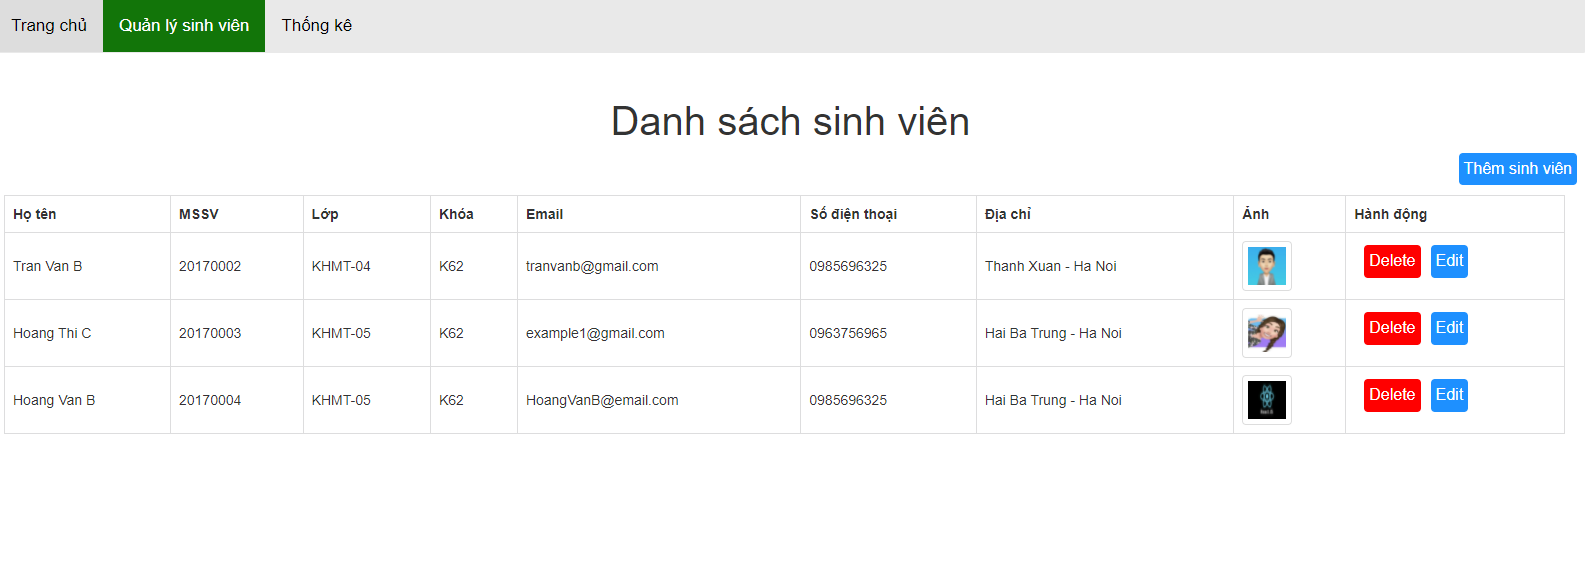 Trang chủ Quản lý sinh viên Thống kê
Danh sách sinh viên
Thêm sinh viên
Họ tên MSSV Lớp Khóa Email Số điện thoại Địa chỉ Ảnh Hành động
Tran Van B 20170002 KHMT-04 K62 tranvanb@gmail.com 0985696325 Thanh Xuan - Ha Noi Delete Edit
Hoang Thi C 20170003 KHMT-05 K62 example1@gmail.com 0963756965 Hai Ba Trung - Ha Noi Delete Edit
Hoang Van B 20170004 KHMT-05 K62 HoangVanB@email.com 0985696325 Hai Ba Trung - Ha Noi Delete Edit